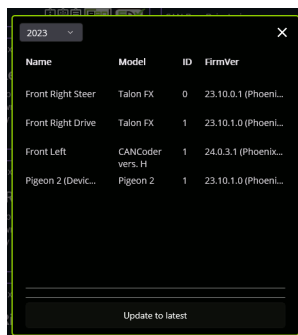 2023
Name Model ID FirmVer
Front Right Steer Talon FX 0 23.10.0.1 (Phoeni...
Front Right Drive Talon FX 1 23.10.1.0 (Phoeni...
Front Left CANCoder vers. H 1 24.0.3.1 (Phoenix...
Pigeon 2 (Devic... Pigeon 2 1 23.10.1.0 (Phoeni...
Update to latest